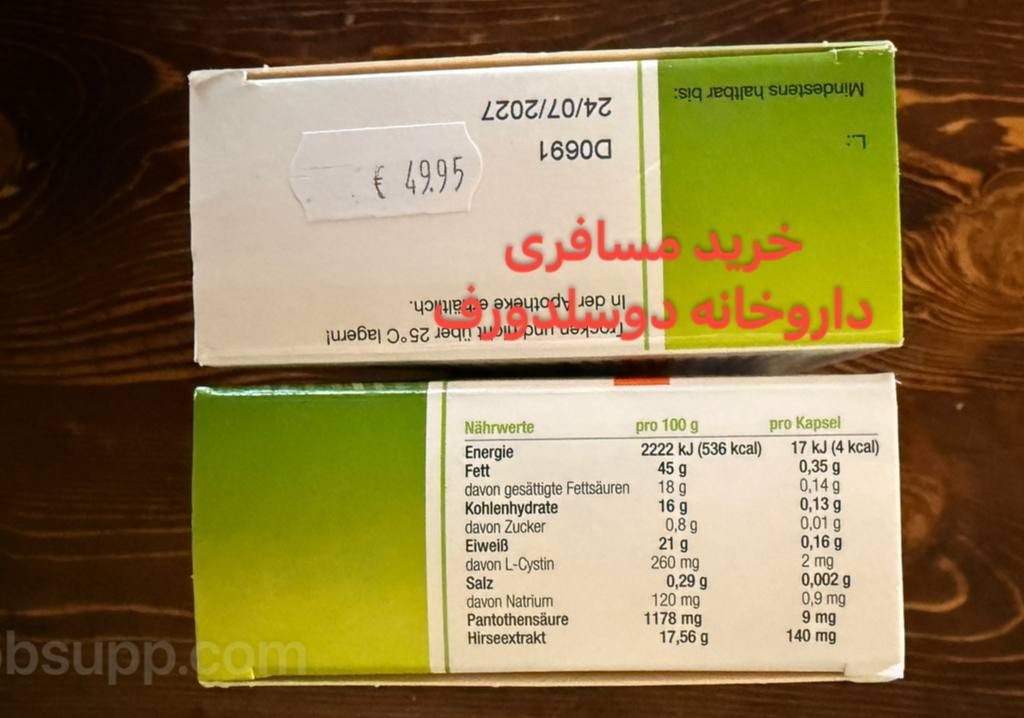 Mindestens haltbar bis:
24/07/2027
L.:
D0691
€ 49.95
خرید مسافری
داروخانه دوسلدورف
In der Apotheke erhältlich.
Trocken und nicht über 25°C lagern!
Nährwerte pro 100 g pro Kapsel
Energie 2222 kJ (536 kcal) 17 kJ (4 kcal)
Fett 45 g 0,35 g
davon gesättigte Fettsäuren 18 g 0,14 g
Kohlenhydrate 16 g 0,13 g
davon Zucker 0,8 g 0,01 g
Eiweiß 21 g 0,16 g
davon L-Cystin 260 mg 2 mg
Salz 0,29 g 0,002 g
davon Natrium 120 mg 0,9 mg
Pantothensäure 1178 mg 9 mg
Hirseextrakt 17,56 g 140 mg
bsupp.com